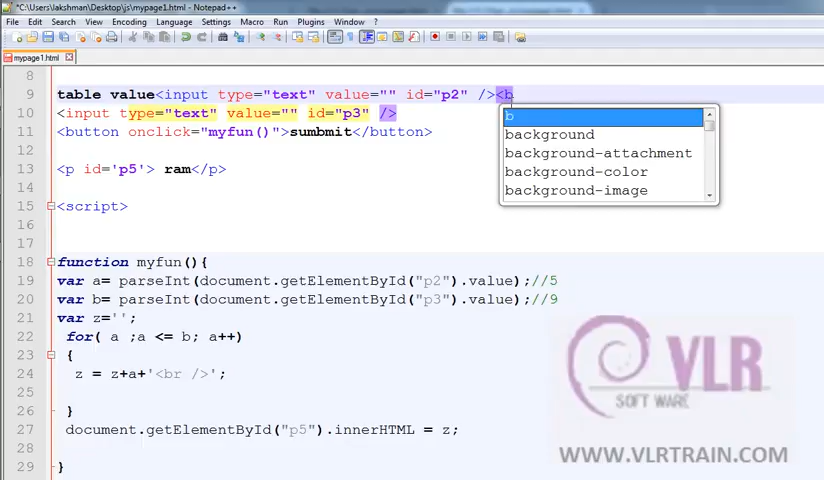 *C:\Users\lakshman\Desktop\js\mypage1.html - Notepad++
File Edit Search View Encoding Language Settings Macro Run Plugins Window ?
mypage1.html
8
9 table value<input type="text" value="" id="p2" /><b
10 <input type="text" value="" id="p3" />
11 <button onclick="myfun()">sumbmit</button>
12
13 <p id='p5'> ram</p>
14
15 <script>
16
17
18 function myfun(){
19 var a= parseInt(document.getElementById("p2").value);//5
20 var b= parseInt(document.getElementById("p3").value);//9
21 var z='';
22 for( a ;a <= b; a++)
23 {
24 z = z+a+'<br />';
25
26 }
27 document.getElementById("p5").innerHTML = z;
28
29 }
b
background
background-attachment
background-color
background-image
VLR
SOFT WARE
WWW.VLRTRAIN.COM